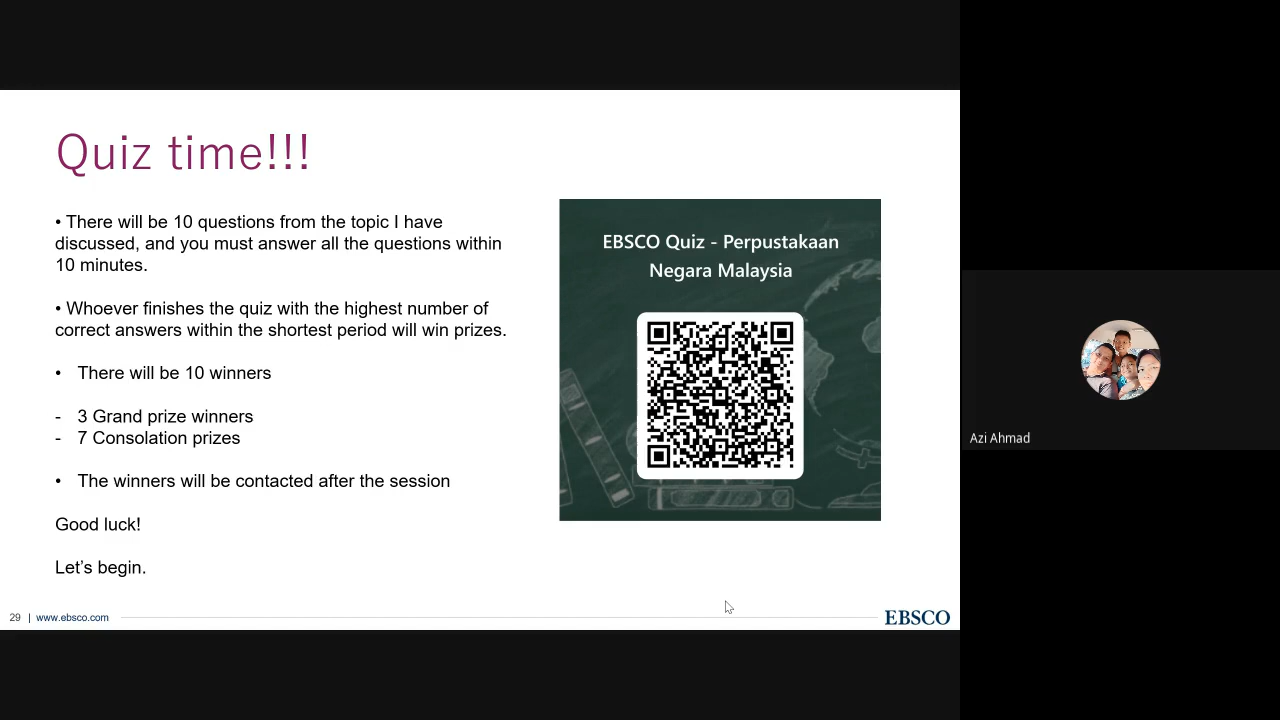 Quiz time!!!
• There will be 10 questions from the topic I have
discussed, and you must answer all the questions within
10 minutes.
• Whoever finishes the quiz with the highest number of
correct answers within the shortest period will win prizes.
• There will be 10 winners
- 3 Grand prize winners
- 7 Consolation prizes
• The winners will be contacted after the session
Good luck!
Let’s begin.
EBSCO Quiz - Perpustakaan
Negara Malaysia
29 | www.ebsco.com
EBSCO
Azi Ahmad